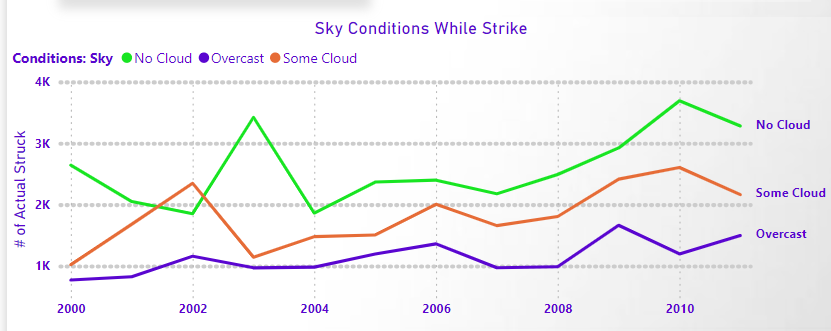 Sky Conditions While Strike
Conditions: Sky No Cloud Overcast Some Cloud
# of Actual Struck
4K
3K
2K
1K
No Cloud
Some Cloud
Overcast
2000 2002 2004 2006 2008 2010